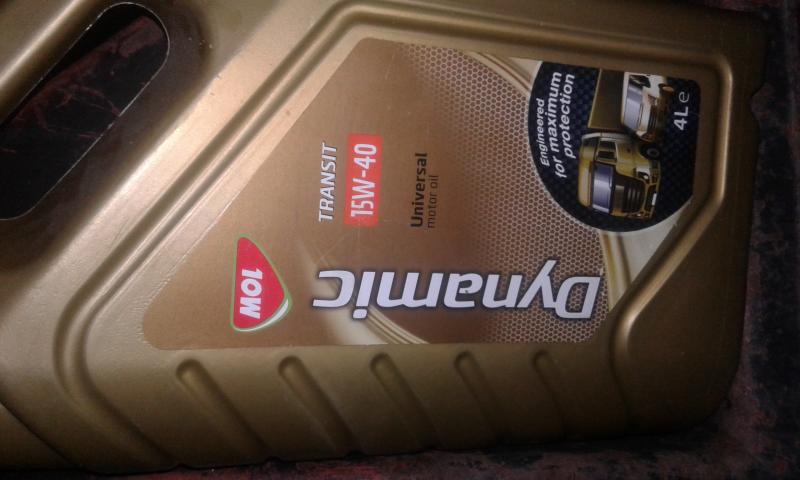 MOL
Dynamic
TRANSIT
15W-40
Universal
motor oil
Engineered
for maximum
protection
4L e